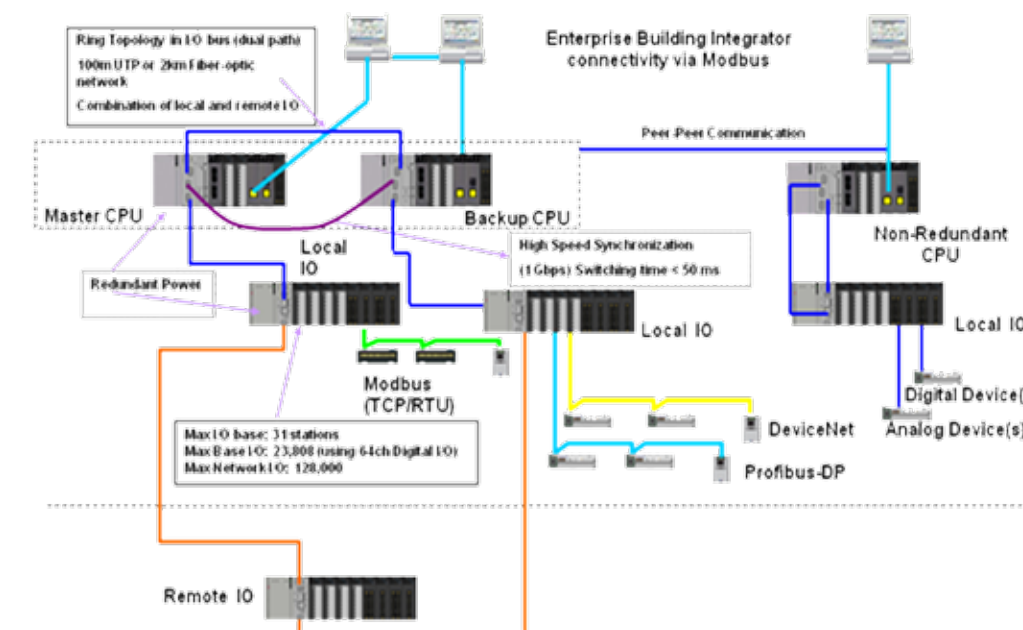 Ring Topology in I/O bus (dual path)
100m UTP or 2km Fiber-optic
network
Combination of local and remote I/O
Enterprise Building Integrator
connectivity via Modbus
Peer-Peer Communication
Master CPU
Backup CPU
Non-Redundant
CPU
Local
IO
High Speed Synchronization
(1 Gbps) Switching time < 50 ms
Redundant Power
Local IO
Local IO
Modbus
(TCP/RTU)
Digital Device(
Analog Device(s)
DeviceNet
Max I/O base: 31 stations
Max Base I/O: 23,808 (using 64ch Digital I/O)
Max Network I/O: 128,000
Profibus-DP
Remote IO